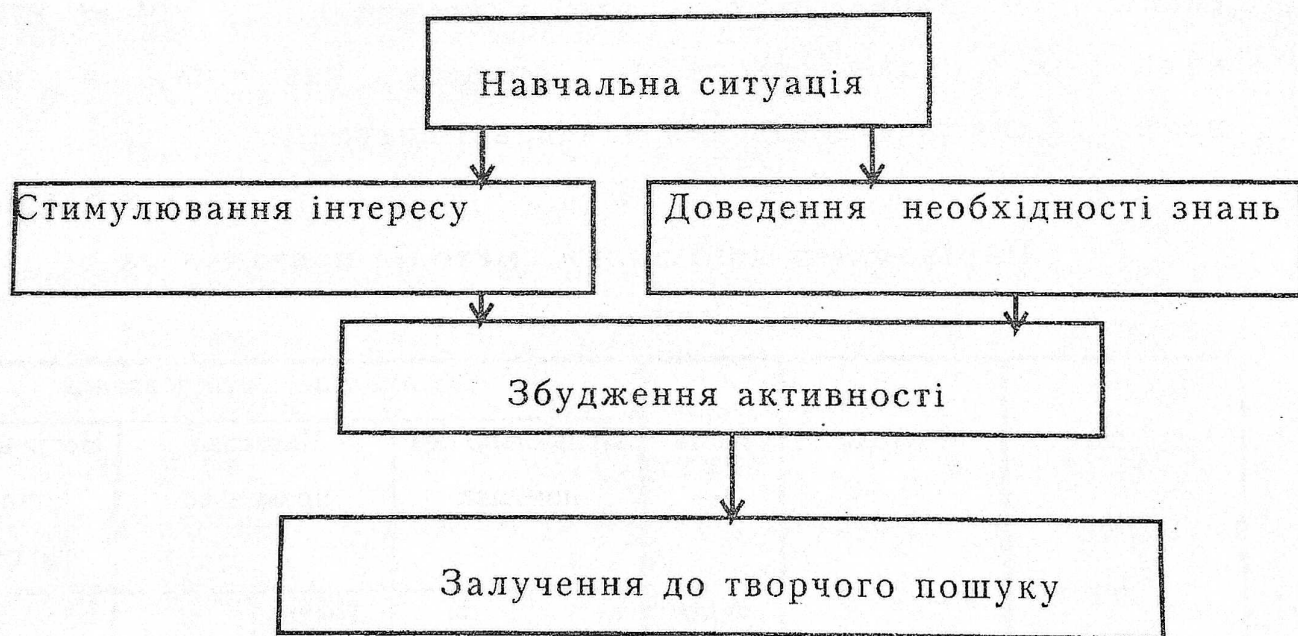 Навчальна ситуація
Стимулювання інтересу
Доведення необхідності знань
Збудження активності
Залучення до творчого пошуку